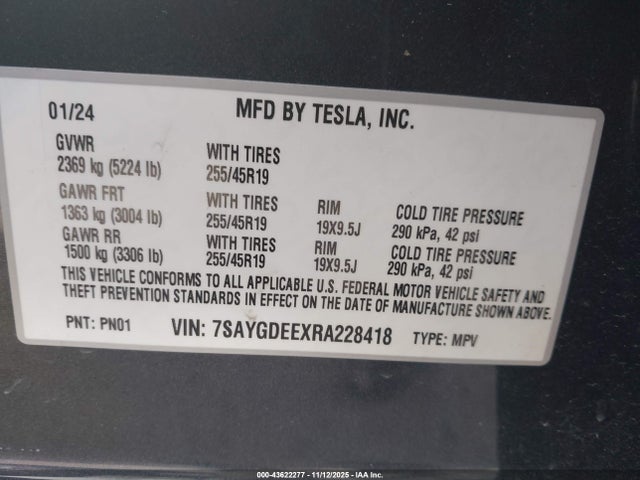 01/24 MFD BY TESLA, INC.
GVWR
2369 kg (5224 lb) WITH TIRES 255/45R19
GAWR FRT
1363 kg (3004 lb) WITH TIRES 255/45R19 RIM 19X9.5J COLD TIRE PRESSURE 290 kPa, 42 psi
GAWR RR
1500 kg (3306 lb) WITH TIRES 255/45R19 RIM 19X9.5J COLD TIRE PRESSURE 290 kPa, 42 psi
THIS VEHICLE CONFORMS TO ALL APPLICABLE U.S. FEDERAL MOTOR VEHICLE SAFETY AND
THEFT PREVENTION STANDARDS IN EFFECT ON THE DATE OF MANUFACTURE SHOWN ABOVE.
PNT: PN01 VIN: 7SAYGDEEXRA228418 TYPE: MPV
000-43622277 - 11/12/2025 - IAA Inc.